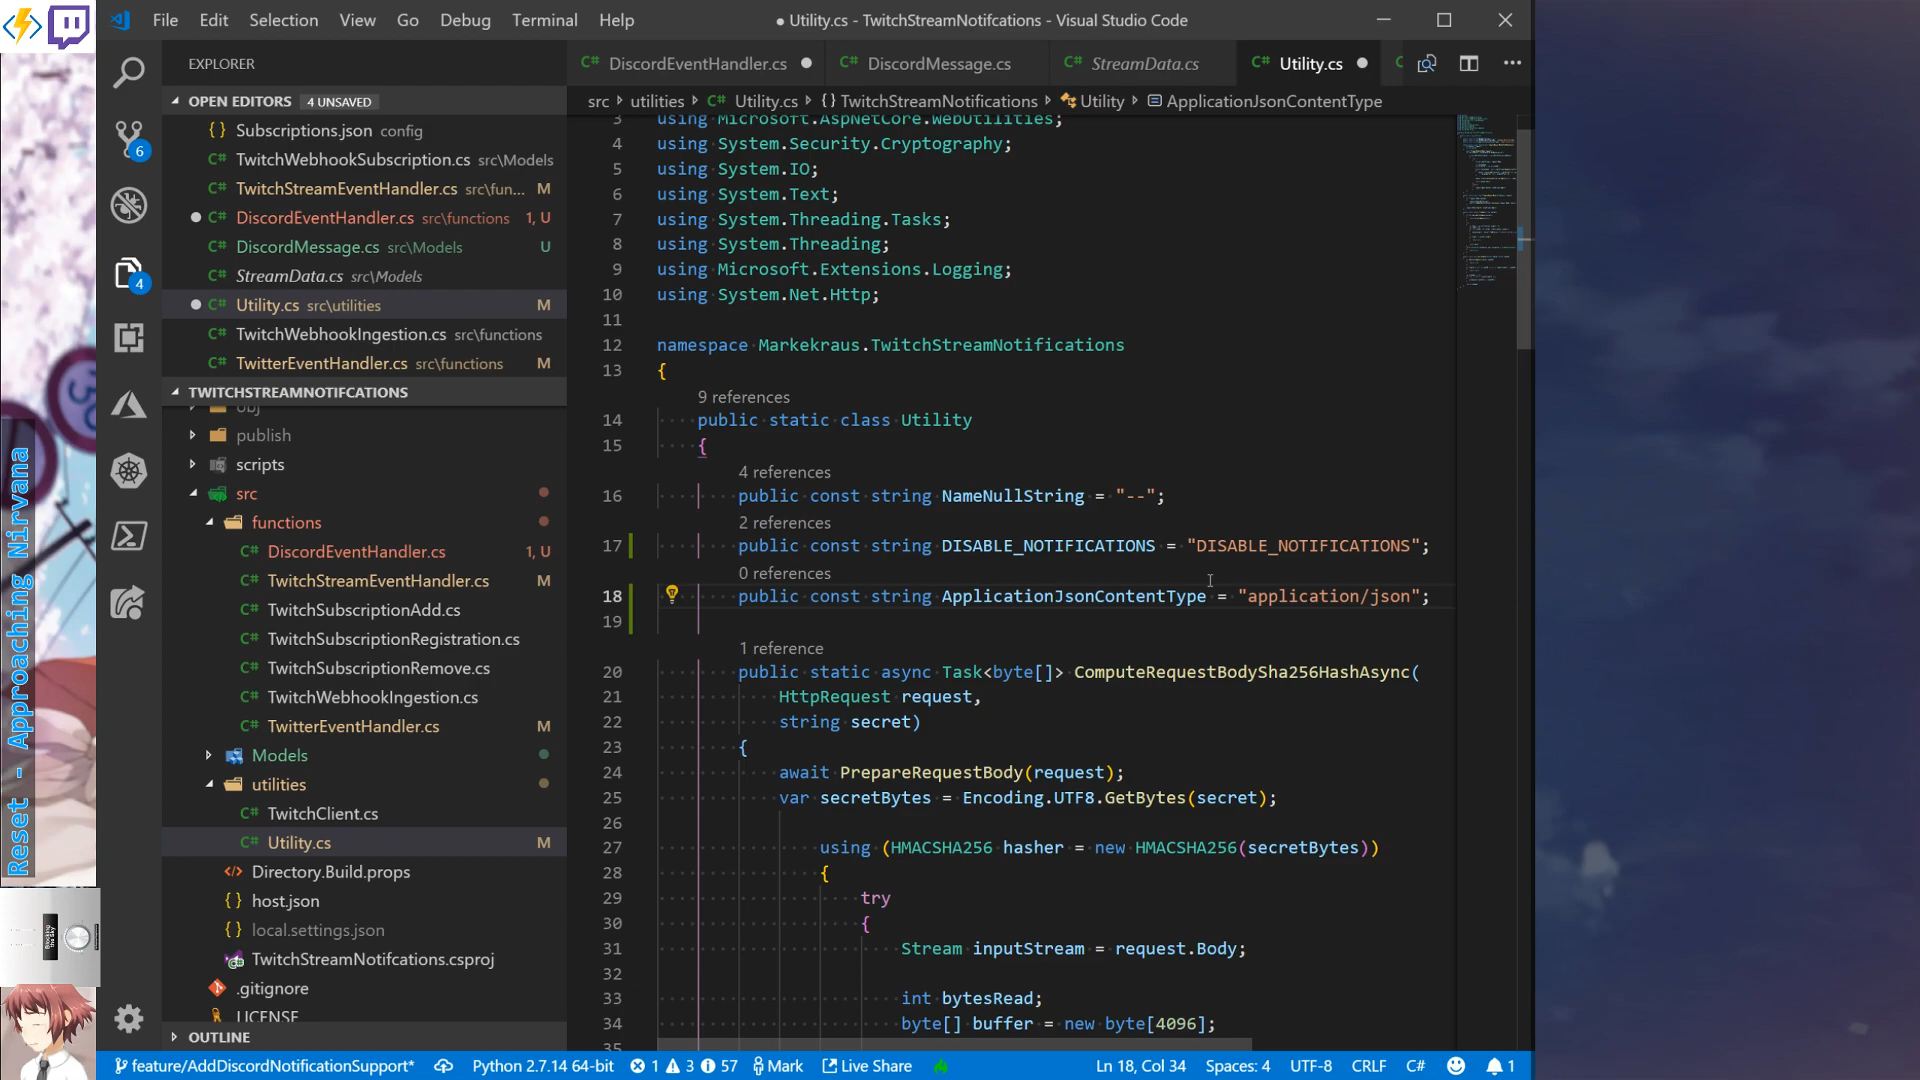 File Edit Selection View Go Debug Terminal Help
● Utility.cs - TwitchStreamNotifcations - Visual Studio Code
EXPLORER
OPEN EDITORS 4 UNSAVED
Subscriptions.json config
TwitchWebhookSubscription.cs src\Models
TwitchStreamEventHandler.cs src\fun... M
DiscordEventHandler.cs src\functions 1, U
DiscordMessage.cs src\Models U
StreamData.cs src\Models
Utility.cs src\utilities M
TwitchWebhookIngestion.cs src\functions
TwitterEventHandler.cs src\functions M
TWITCHSTREAMNOTIFCATIONS
obj
publish
scripts
src
functions
DiscordEventHandler.cs 1, U
TwitchStreamEventHandler.cs M
TwitchSubscriptionAdd.cs
TwitchSubscriptionRegistration.cs
TwitchSubscriptionRemove.cs
TwitchWebhookIngestion.cs
TwitterEventHandler.cs M
Models
utilities
TwitchClient.cs
Utility.cs M
Directory.Build.props
host.json
local.settings.json
TwitchStreamNotifcations.csproj
.gitignore
LICENSE
OUTLINE
6
4
Reset - Approaching Nirvana
DiscordEventHandler.cs DiscordMessage.cs StreamData.cs Utility.cs
src › utilities › Utility.cs › {} TwitchStreamNotifications › Utility › ApplicationJsonContentType
3 using Microsoft.AspNetCore.WebUtilities;
4 using System.Security.Cryptography;
5 using System.IO;
6 using System.Text;
7 using System.Threading.Tasks;
8 using System.Threading;
9 using Microsoft.Extensions.Logging;
10 using System.Net.Http;
11
12 namespace Markekraus.TwitchStreamNotifications
13 {
9 references
14 public static class Utility
15 {
4 references
16 public const string NameNullString = "--";
2 references
17 public const string DISABLE_NOTIFICATIONS = "DISABLE_NOTIFICATIONS";
0 references
18 public const string ApplicationJsonContentType = "application/json";
19
1 reference
20 public static async Task<byte[]> ComputeRequestBodySha256HashAsync(
21 HttpRequest request,
22 string secret)
23 {
24 await PrepareRequestBody(request);
25 var secretBytes = Encoding.UTF8.GetBytes(secret);
26
27 using (HMACSHA256 hasher = new HMACSHA256(secretBytes))
28 {
29 try
30 {
31 Stream inputStream = request.Body;
32
33 int bytesRead;
34 byte[] buffer = new byte[4096];
35
feature/AddDiscordNotificationSupport* Python 2.7.14 64-bit 1 3 57 Mark Live Share Ln 18, Col 34 Spaces: 4 UTF-8 CRLF C# 1